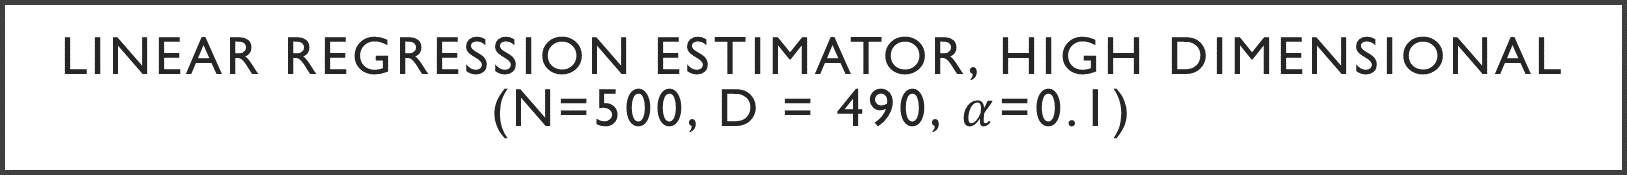 LINEAR REGRESSION ESTIMATOR, HIGH DIMENSIONAL
(N=500, D = 490, α=0.1)